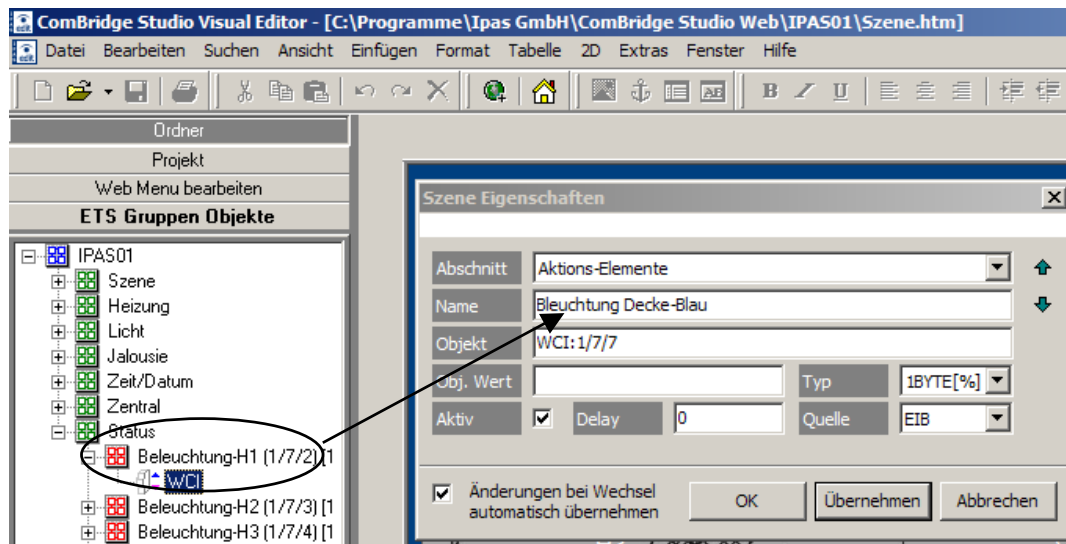 ComBridge Studio Visual Editor - [C:\Programme\Ipas GmbH\ComBridge Studio Web\IPAS01\Szene.htm]
Datei Bearbeiten Suchen Ansicht Einfügen Format Tabelle 2D Extras Fenster Hilfe
B I U
Ordner
Projekt
Web Menu bearbeiten
ETS Gruppen Objekte
IPAS01
Szene
Heizung
Licht
Jalousie
Zeit/Datum
Zentral
Status
Beleuchtung-H1 (1/7/2) [1
WCI
Beleuchtung-H2 (1/7/3) [1
Beleuchtung-H3 (1/7/4) [1
Szene Eigenschaften
Abschnitt Aktions-Elemente
Name Bleuchtung Decke-Blau
Objekt WCI:1/7/7
Obj. Wert Typ 1BYTE[%]
Aktiv Delay 0 Quelle EIB
Änderungen bei Wechsel
automatisch übernehmen
OK Übernehmen Abbrechen